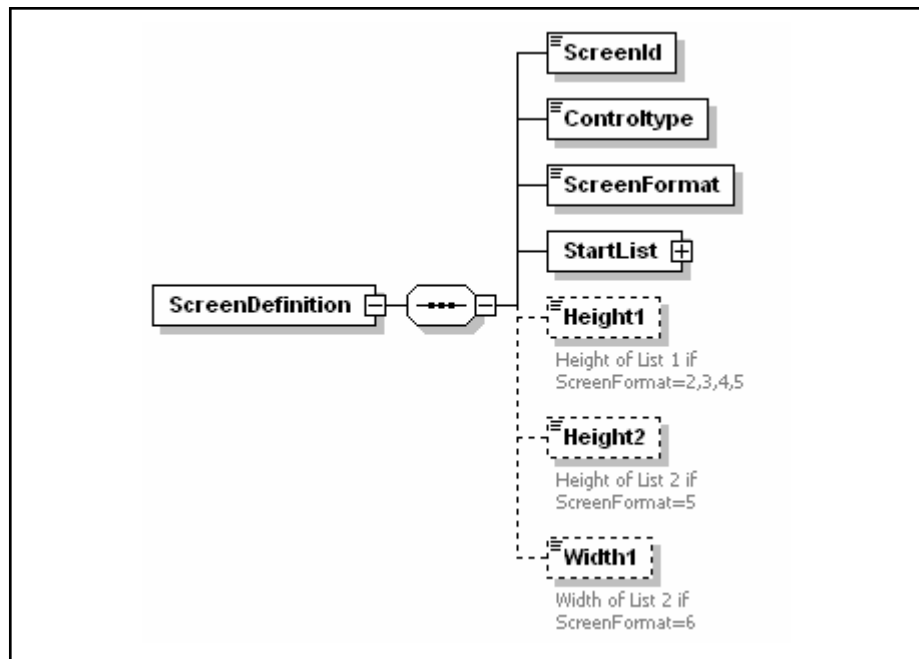 ScreenId
Controltype
ScreenFormat
StartList
ScreenDefinition
Height1
Height of List 1 if
ScreenFormat=2,3,4,5
Height2
Height of List 2 if
ScreenFormat=5
Width1
Width of List 2 if
ScreenFormat=6